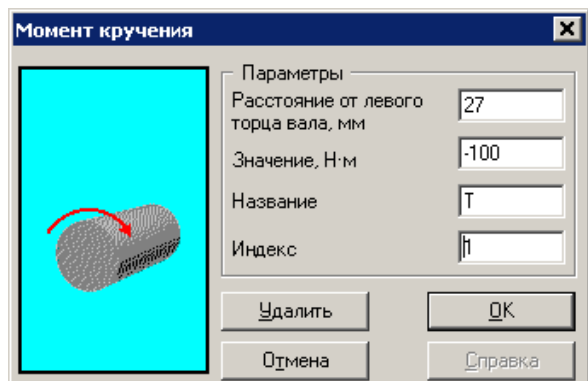 Момент кручения
Параметры
Расстояние от левого
торца вала, мм
27
Значение, Н·м
-100
Название
T
Индекс
1
Удалить
OK
Отмена
Справка